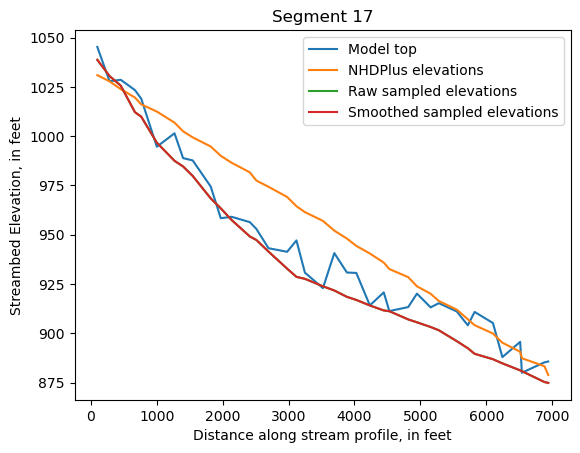 Segment 17
Model top
NHDPlus elevations
Raw sampled elevations
Smoothed sampled elevations
Streambed Elevation, in feet
1050
1025
1000
975
950
925
900
875
0 1000 2000 3000 4000 5000 6000 7000
Distance along stream profile, in feet